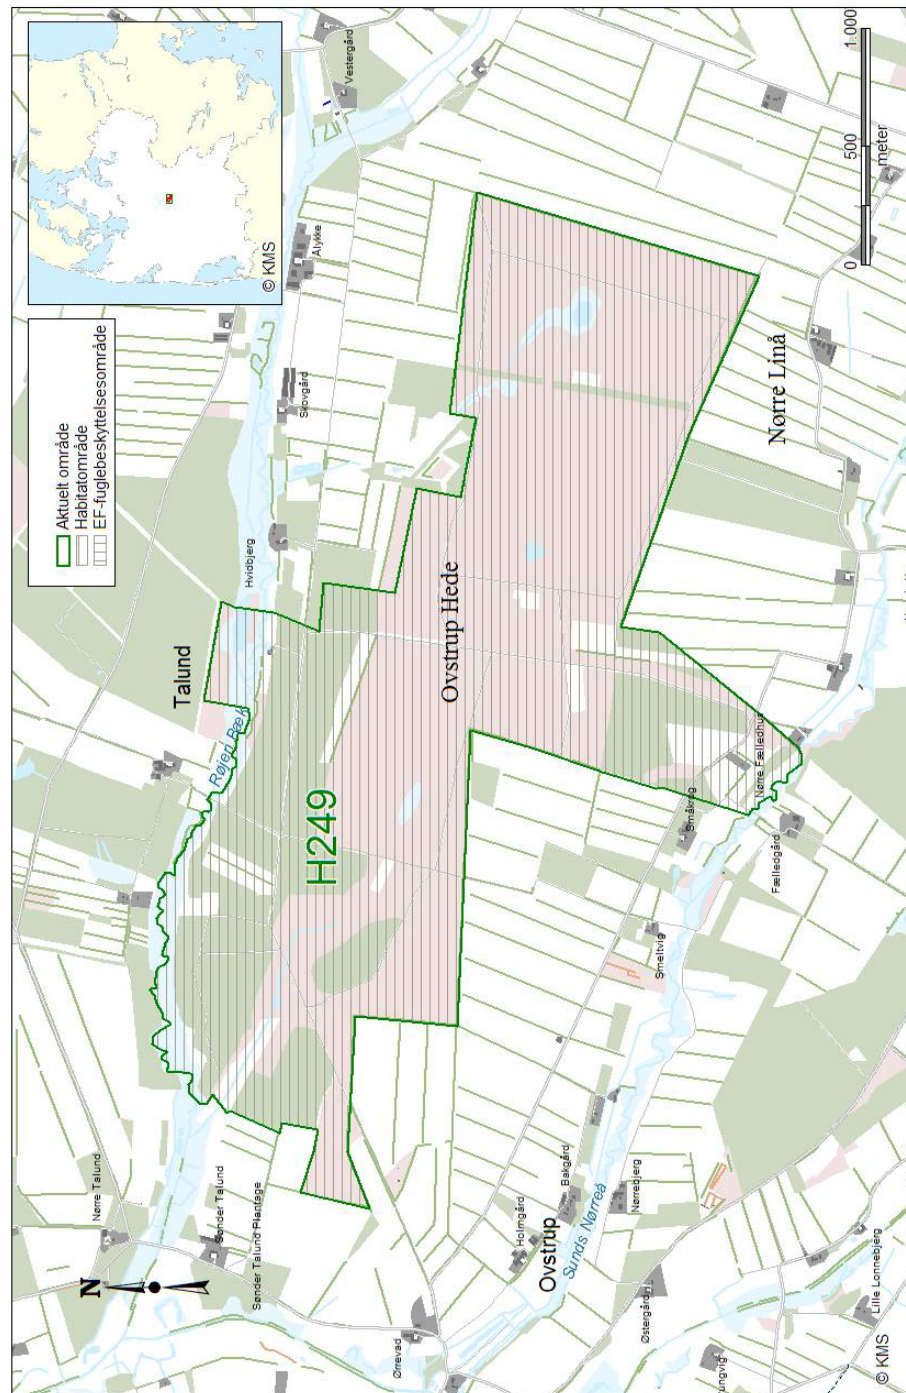 Aktuelt område
Habitatområde
EF-fuglebeskyttelsesområde
© KMS
N
Nørre Talund
Sønder Talund
Sønder Talund Plantage
Ørrevad
Talund
Røjen Bæk
Hvidbjerg
Skovgård
Ålykke
Vestergård
H249
Ovstrup Hede
Nørre Linå
Ovstrup
Holmgård
Bakgård
Sunds Nørreå
Nørrebjerg
Østergård
Smeltvig
Småkrog
Nørre Fælledhus
Fælledgård
Lille Lonnebjerg
ungvig
© KMS
0 500 1.000
meter